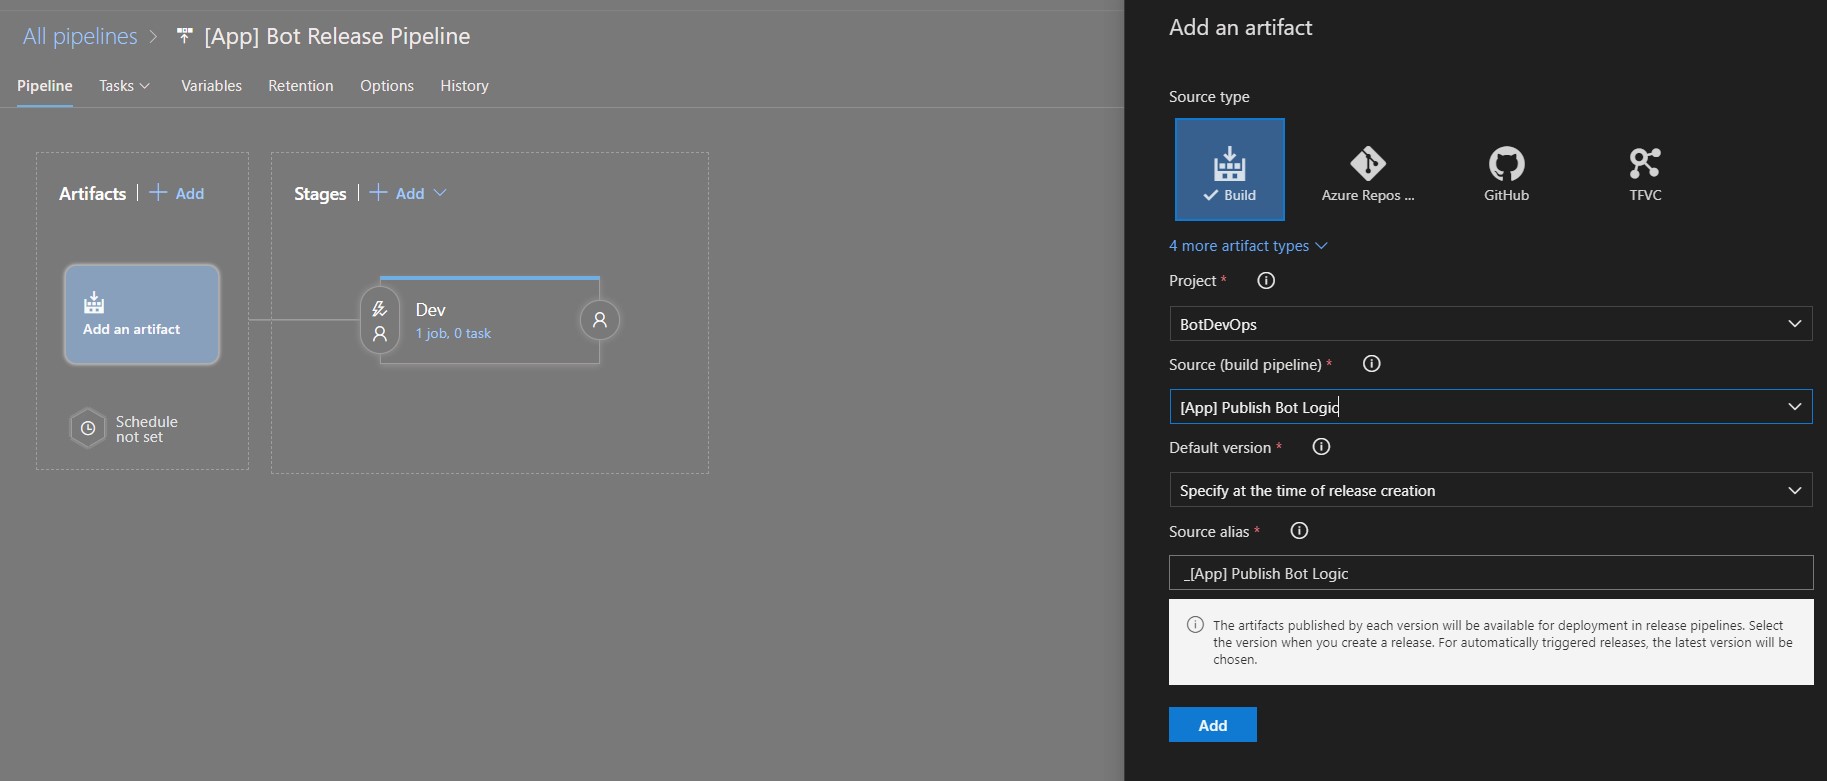 All pipelines > [App] Bot Release Pipeline
Pipeline Tasks Variables Retention Options History
Artifacts | + Add
Stages | + Add
Add an artifact
Schedule
not set
Dev
1 job, 0 task
Add an artifact
Source type
Build
Azure Repos ...
GitHub
TFVC
4 more artifact types
Project *
BotDevOps
Source (build pipeline) *
[App] Publish Bot Logic
Default version *
Specify at the time of release creation
Source alias *
_[App] Publish Bot Logic
The artifacts published by each version will be available for deployment in release pipelines. Select
the version when you create a release. For automatically triggered releases, the latest version will be
chosen.
Add